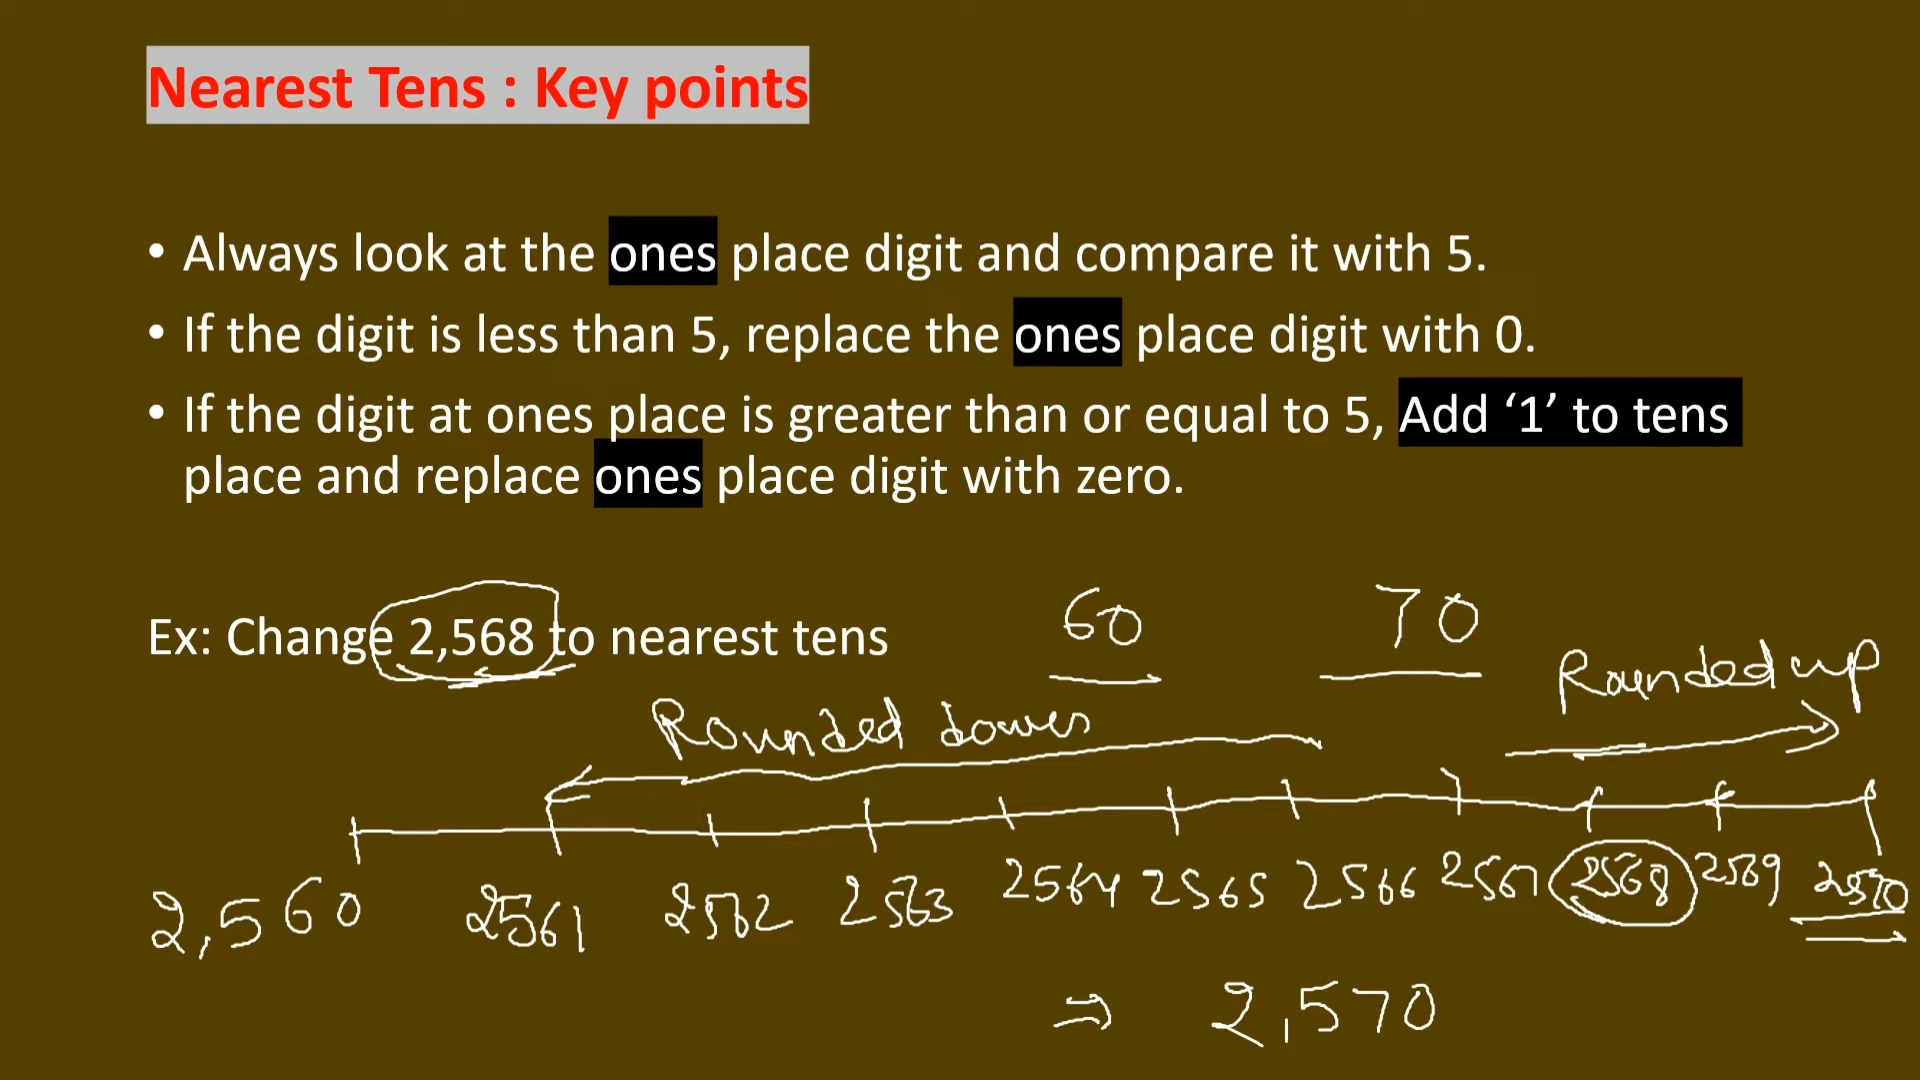 Nearest Tens : Key points
• Always look at the ones place digit and compare it with 5.
• If the digit is less than 5, replace the ones place digit with 0.
• If the digit at ones place is greater than or equal to 5, Add ‘1’ to tens
place and replace ones place digit with zero.
Ex: Change 2,568 to nearest tens
60 70
Rounded up
Rounded
2,560 2561 2562 2563 2564 2565 2566 2567 2568 2569 2570
⇒ 2,570